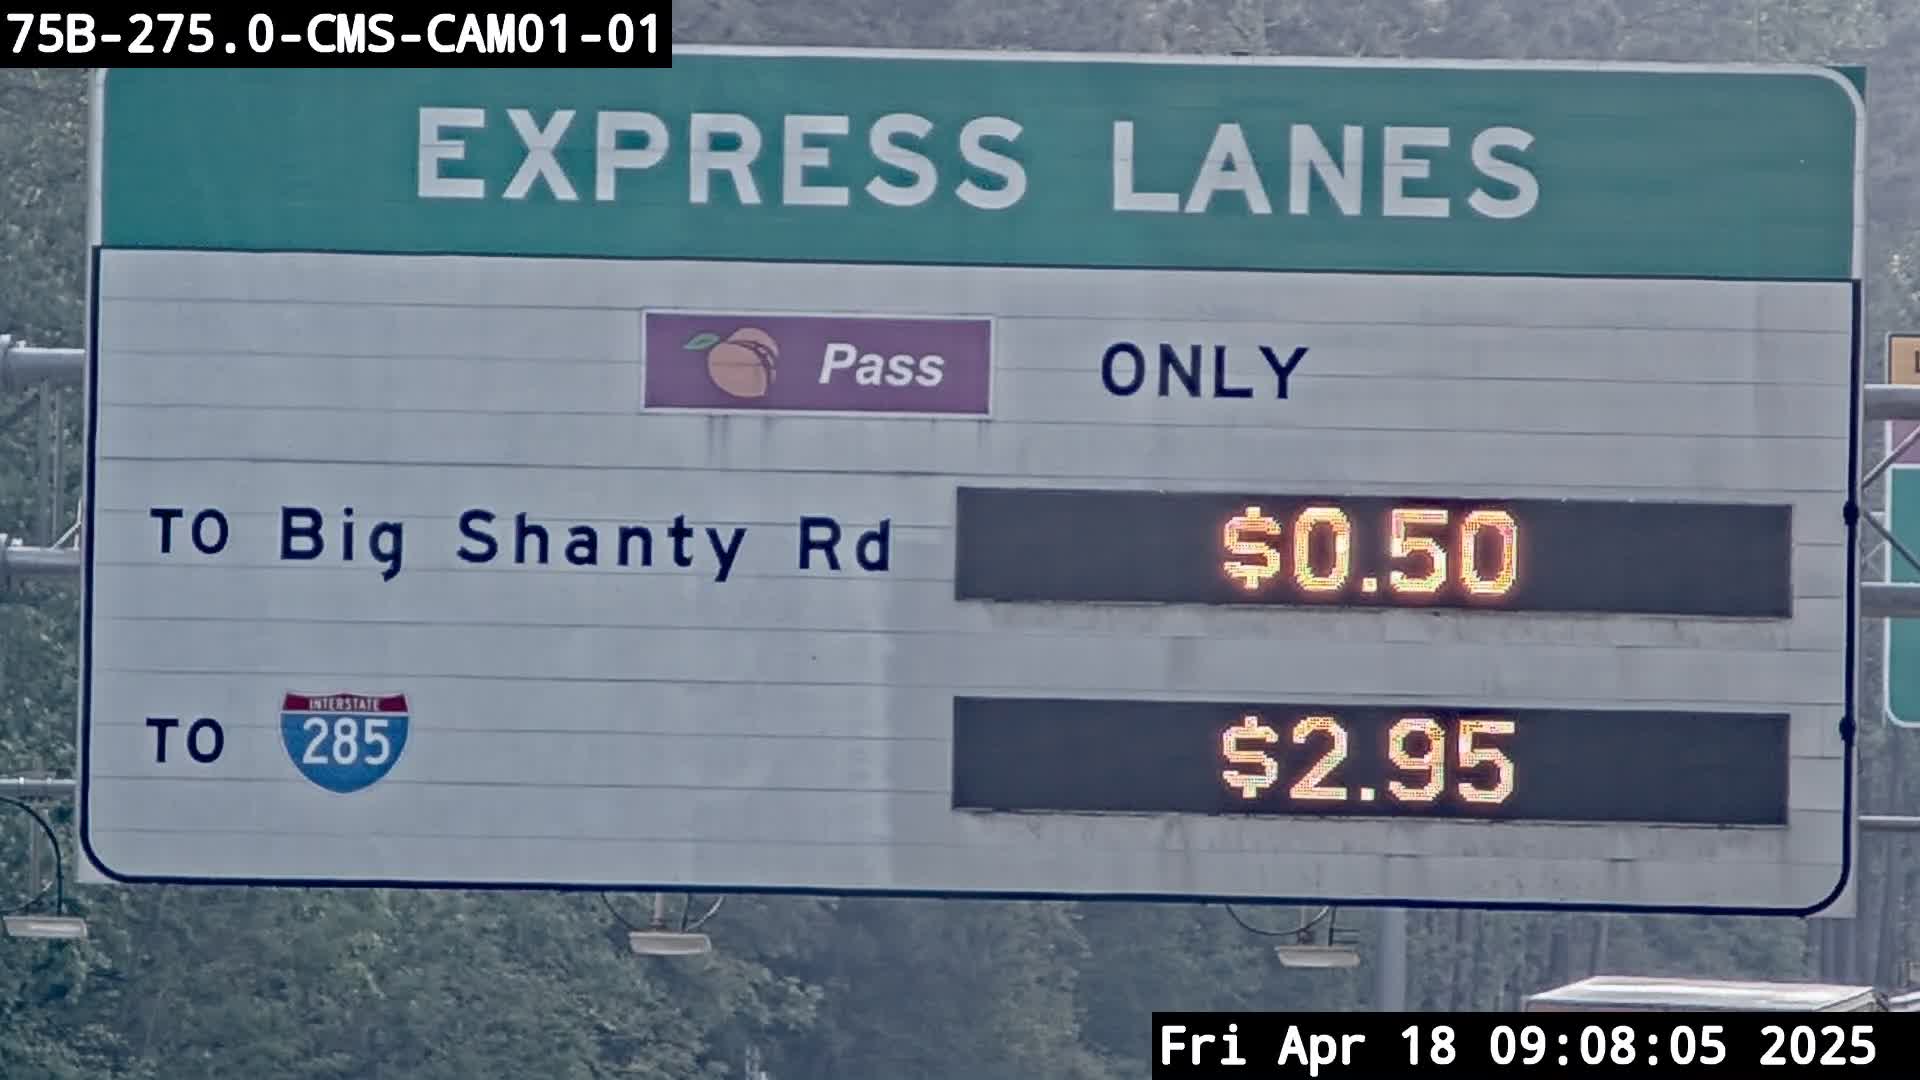 75B-275.0-CMS-CAM01-01
EXPRESS LANES
Pass ONLY
TO Big Shanty Rd $0.50
TO INTERSTATE 285 $2.95
Fri Apr 18 09:08:05 2025